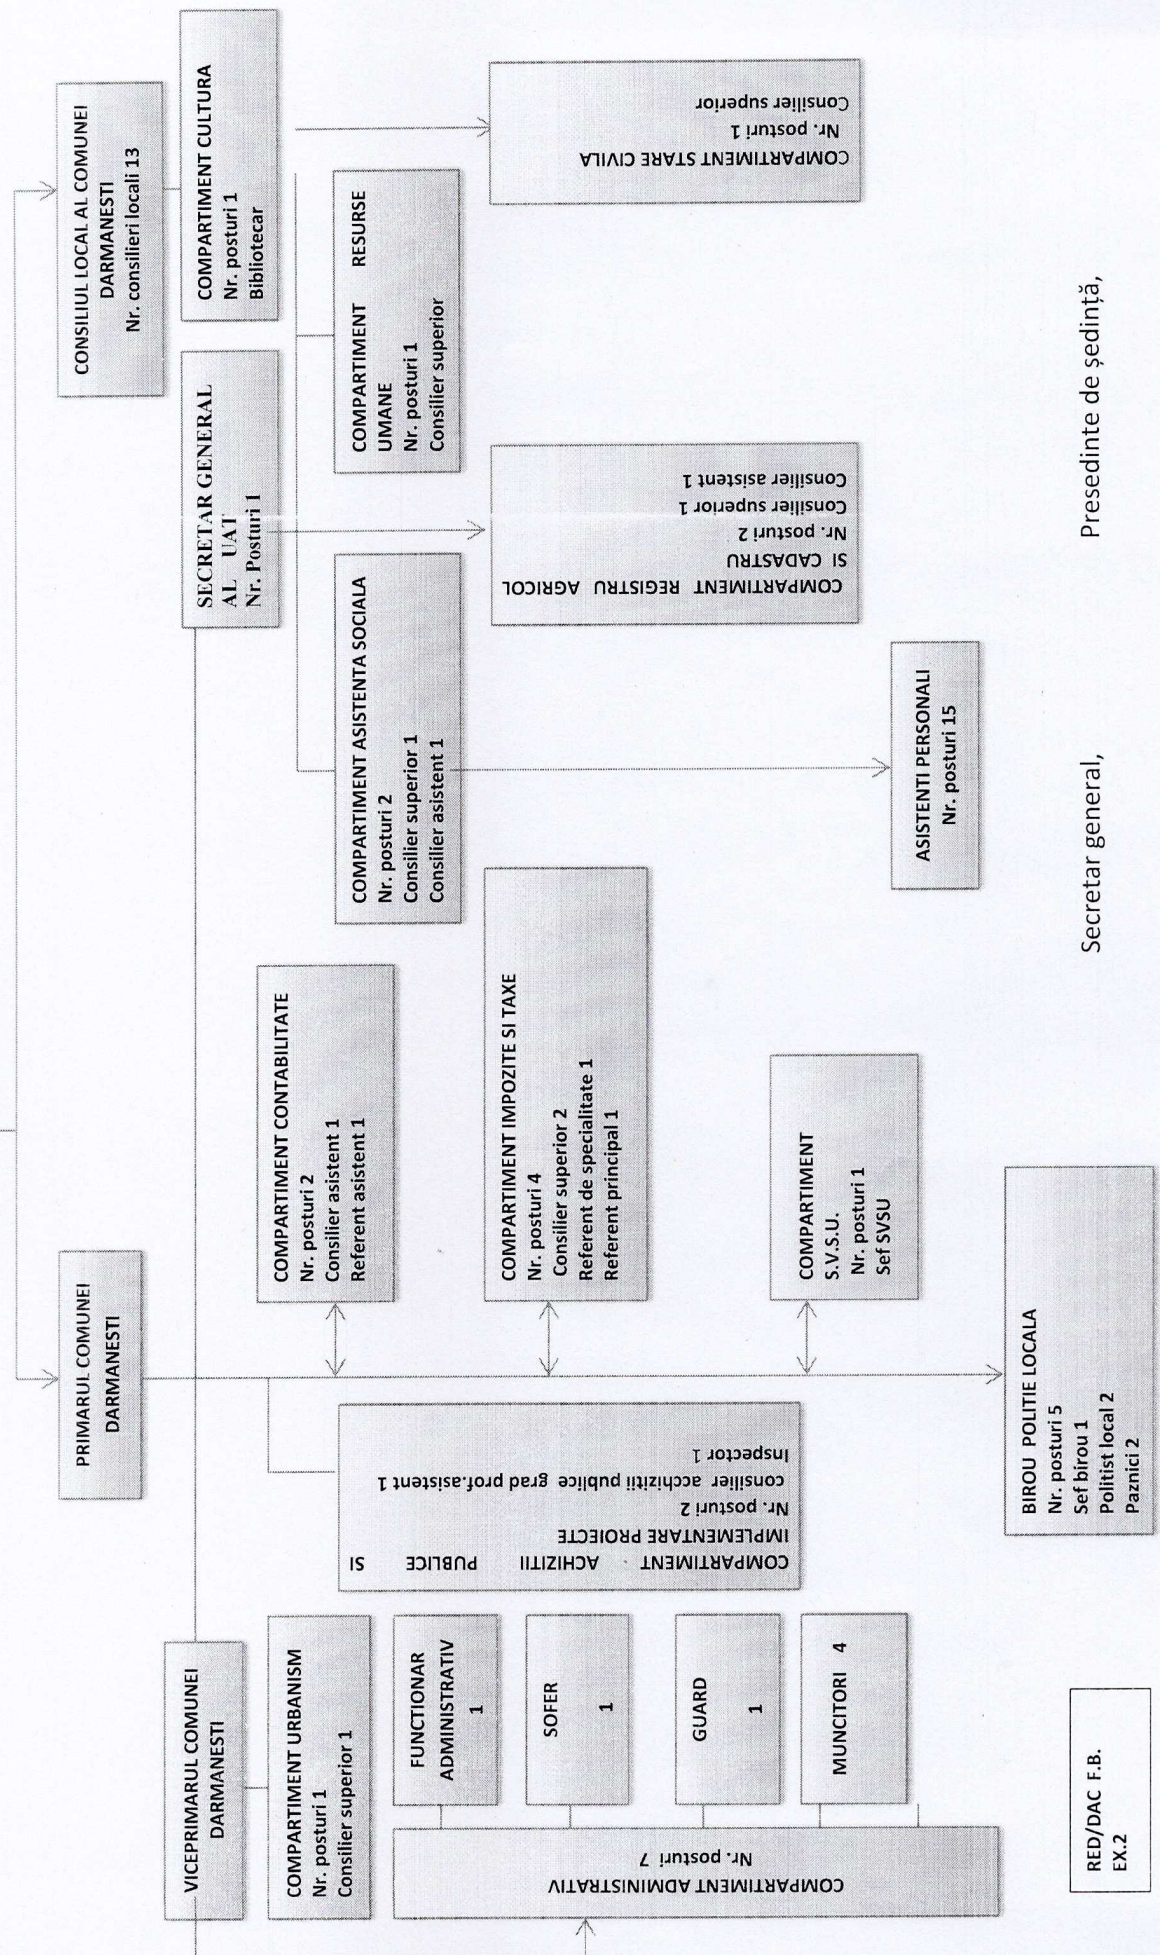 PRIMARUL COMUNEI
DARMANESTI
CONSILIUL LOCAL AL COMUNEI
DARMANESTI
Nr. consilieri locali 13
VICEPRIMARUL COMUNEI
DARMANESTI
SECRETAR GENERAL
AL UAT
Nr. Posturi 1
COMPARTIMENT CULTURA
Nr. posturi 1
Bibliotecar
COMPARTIMENT URBANISM
Nr. posturi 1
Consilier superior 1
COMPARTIMENT CONTABILITATE
Nr. posturi 2
Consilier asistent 1
Referent asistent 1
COMPARTIMENT ASISTENTA SOCIALA
Nr. posturi 2
Consilier superior 1
Consilier asistent 1
COMPARTIMENT RESURSE
UMANE
Nr. posturi 1
Consilier superior
COMPARTIMENT ADMINISTRATIV
Nr. posturi 7
FUNCTIONAR
ADMINISTRATIV
1
SOFER
1
GUARD
1
MUNCITORI 4
COMPARTIMENT ACHIZITII PUBLICE SI
IMPLEMENTARE PROIECTE
Nr. posturi 2
consilier acchizitii publice grad prof.asistent 1
Inspector 1
COMPARTIMENT IMPOZITE SI TAXE
Nr. posturi 4
Consilier superior 2
Referent de specialitate 1
Referent principal 1
COMPARTIMENT REGISTRU AGRICOL
SI CADASTRU
Nr. posturi 2
Consilier superior 1
Consilier asistent 1
COMPARTIMENT STARE CIVILA
Nr. posturi 1
Consilier superior
COMPARTIMENT
S.V.S.U.
Nr. posturi 1
Sef SVSU
ASISTENTI PERSONALI
Nr. posturi 15
BIROU POLITIE LOCALA
Nr. posturi 5
Sef birou 1
Politist local 2
Paznici 2
RED/DAC F.B.
EX.2
Secretar general,
Presedinte de ședință,